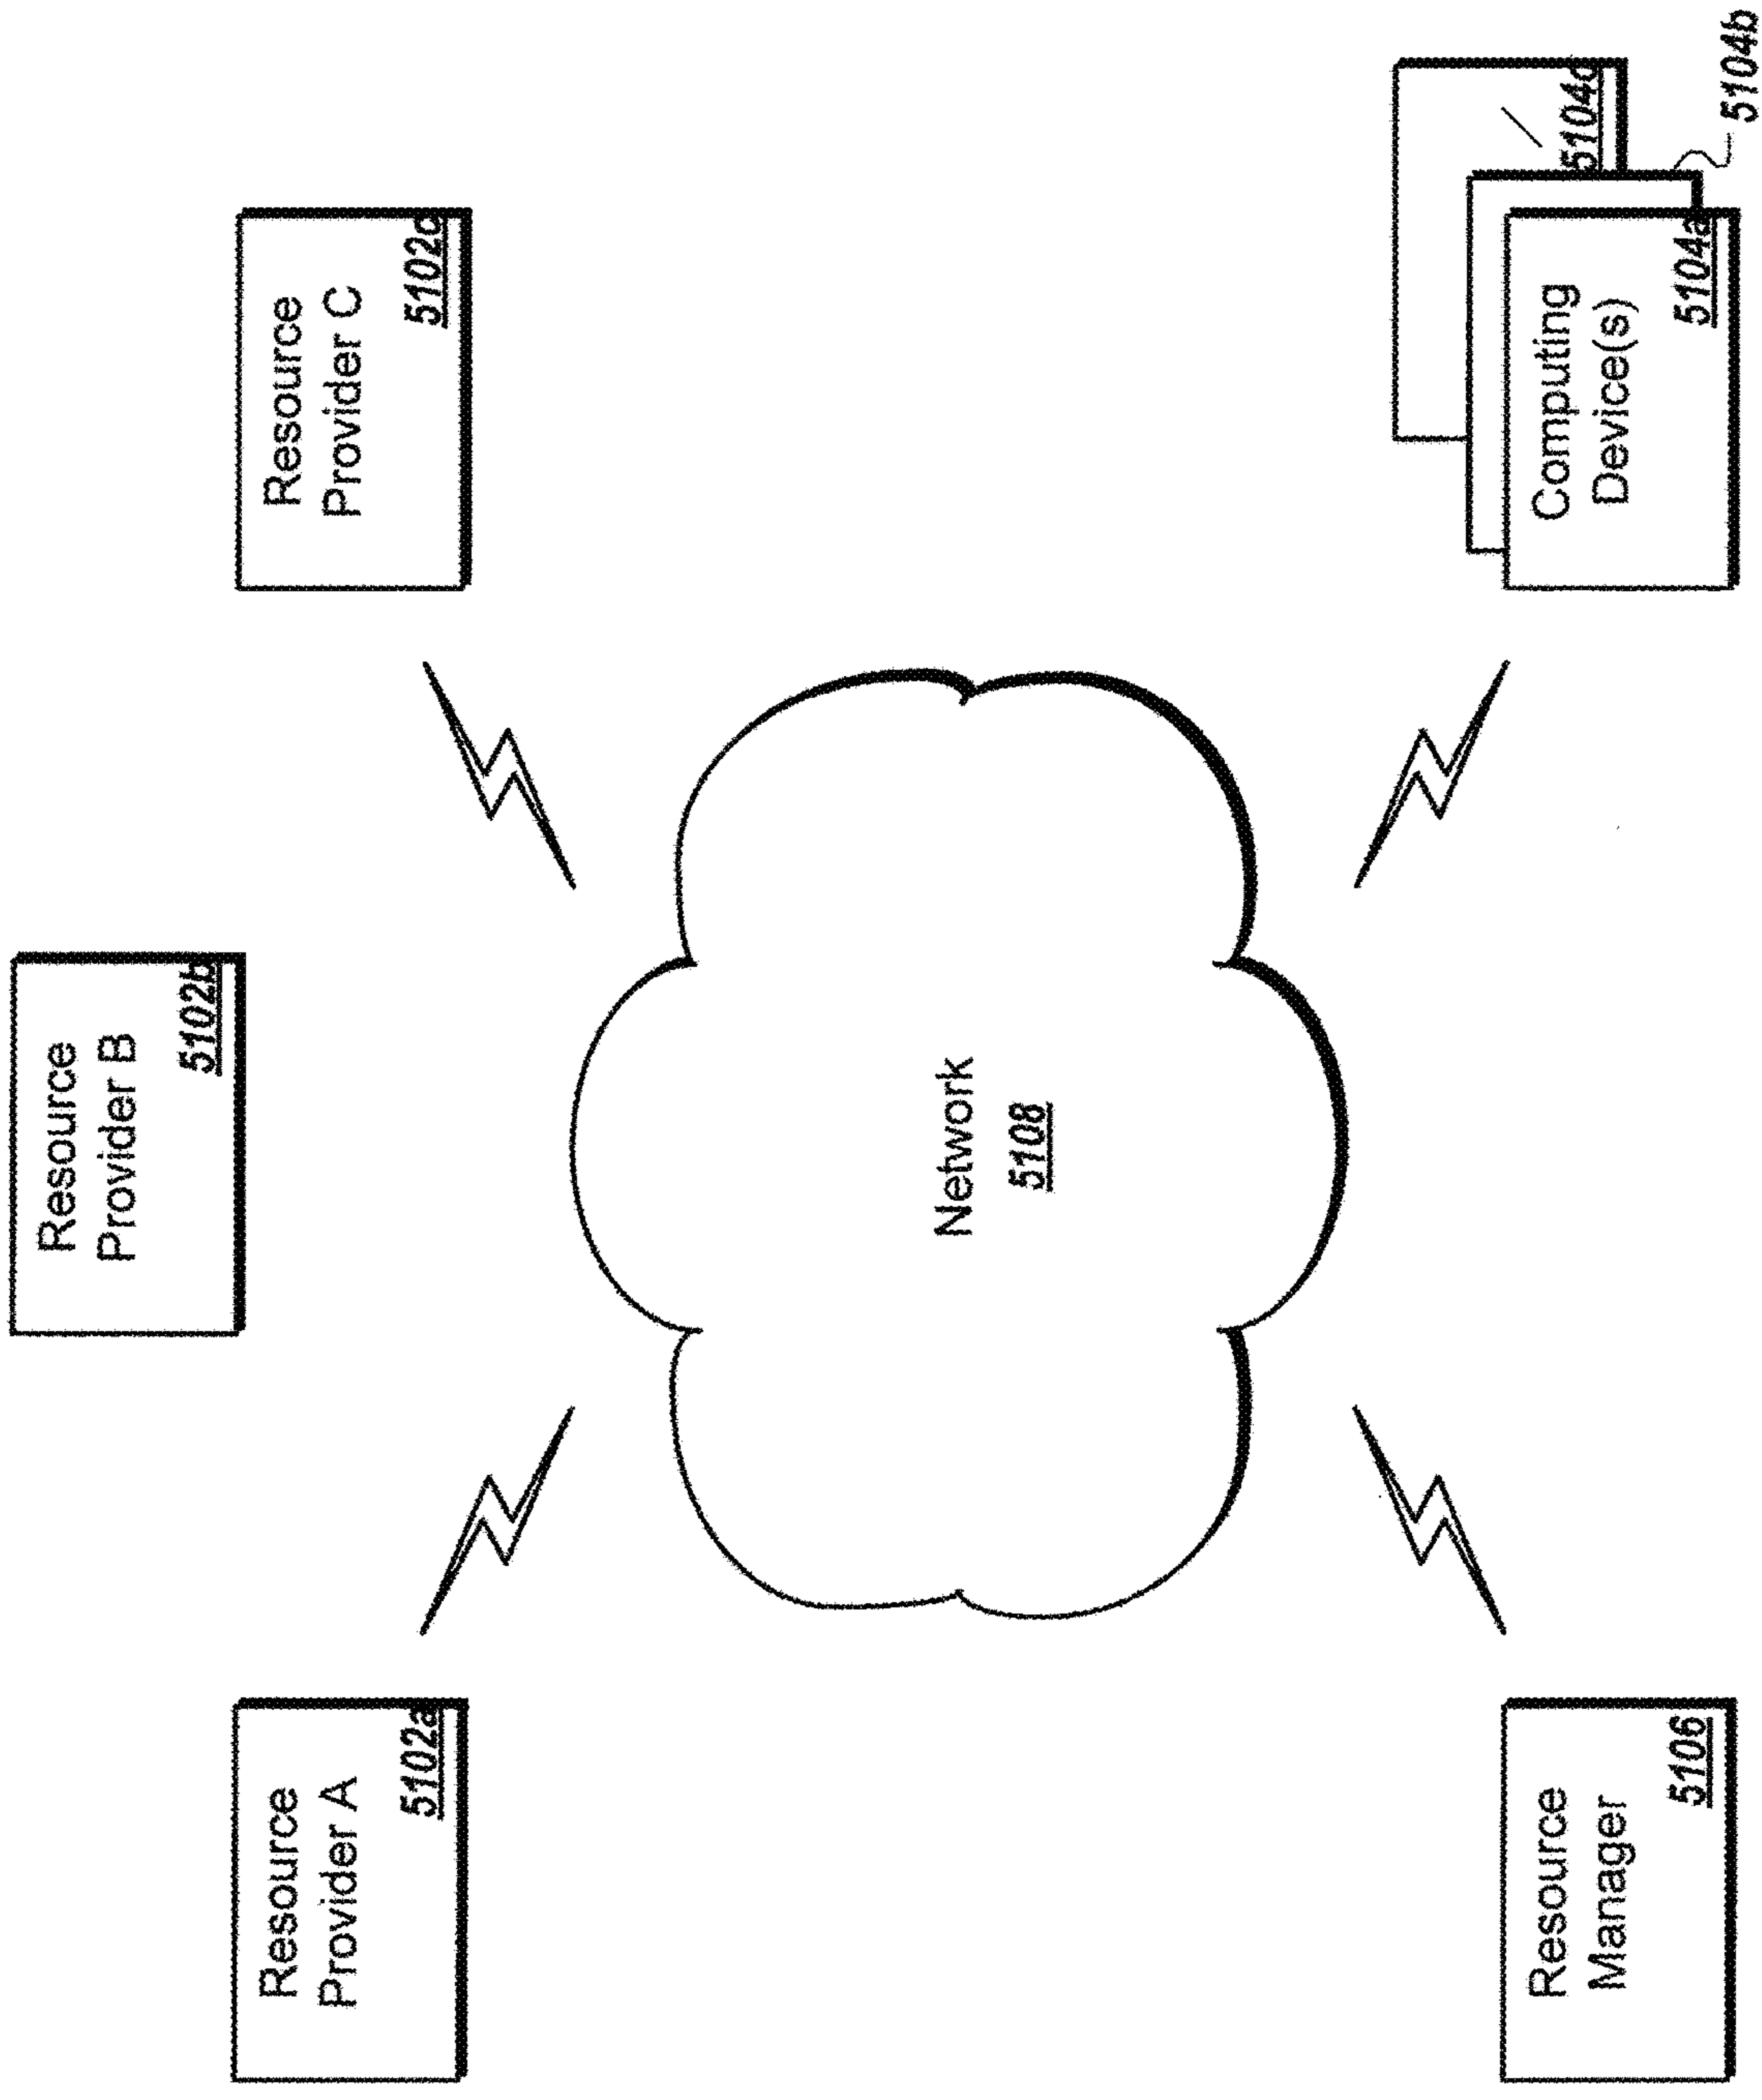 Resource
Provider B
5102b
Resource
Provider A
5102a
Resource
Provider C
5102c
Network
5108
Resource
Manager
5106
Computing
Device(s)
5104a
5104b
5104c